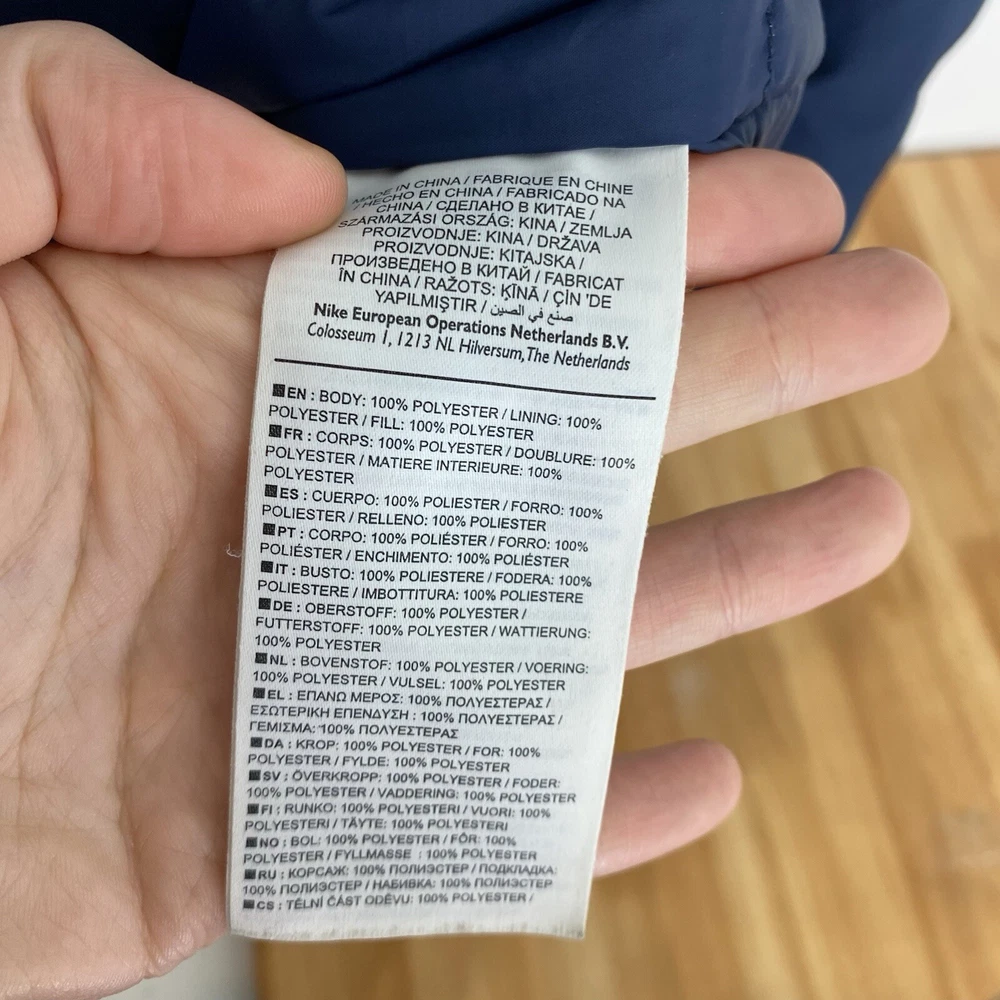 MADE IN CHINA / FABRIQUE EN CHINE
/ HECHO EN CHINA / FABRICADO NA
CHINA / СДЕЛАНО В КИТАЕ /
SZÁRMAZÁSI ORSZÁG: KINA / ZEMLJA
PROIZVODNJE: KINA / DRŽAVA
PROIZVODNJE: KITAJSKA /
ПРОИЗВЕДЕНО В КИТАЙ / FABRICAT
ÎN CHINA / RAŽOTS: ĶĪNĀ / ÇİN 'DE
YAPILMIŞTIR / صنع في الصين
Nike European Operations Netherlands B.V.
Colosseum 1, 1213 NL Hilversum, The Netherlands
EN : BODY: 100% POLYESTER / LINING: 100%
POLYESTER / FILL: 100% POLYESTER
FR : CORPS: 100% POLYESTER / DOUBLURE: 100%
POLYESTER / MATIERE INTERIEURE: 100%
POLYESTER
ES : CUERPO: 100% POLIESTER / FORRO: 100%
POLIESTER / RELLENO: 100% POLIESTER
PT : CORPO: 100% POLIÉSTER / FORRO: 100%
POLIÉSTER / ENCHIMENTO: 100% POLIÉSTER
IT : BUSTO: 100% POLIESTERE / FODERA: 100%
POLIESTERE / IMBOTTITURA: 100% POLIESTERE
DE : OBERSTOFF: 100% POLYESTER /
FUTTERSTOFF: 100% POLYESTER / WATTIERUNG:
100% POLYESTER
NL : BOVENSTOF: 100% POLYESTER / VOERING:
100% POLYESTER / VULSEL: 100% POLYESTER
EL : ΕΠΑΝΩ ΜΕΡΟΣ: 100% ΠΟΛΥΕΣΤΕΡΑΣ /
ΕΣΩΤΕΡΙΚΗ ΕΠΕΝΔΥΣΗ : 100% ΠΟΛΥΕΣΤΕΡΑΣ /
ΓΕΜΙΣΜΑ: 100% ΠΟΛΥΕΣΤΕΡΑΣ
DA : KROP: 100% POLYESTER / FOR: 100%
POLYESTER / FYLDE: 100% POLYESTER
SV : ÖVERKROPP: 100% POLYESTER / FODER:
100% POLYESTER / VADDERING: 100% POLYESTER
FI : RUNKO: 100% POLYESTERI / VUORI: 100%
POLYESTERI / TÄYTE: 100% POLYESTERI
NO : BOL: 100% POLYESTER / FÔR: 100%
POLYESTER / FYLLMASSE : 100% POLYESTER
RU : КОРСАЖ: 100% ПОЛИЭСТЕР / ПОДКЛАДКА:
100% ПОЛИЭСТЕР / НАБИВКА: 100% ПОЛИЭСТЕР
CS : TĚLNÍ ČÁST ODĚVU: 100% POLYESTER /